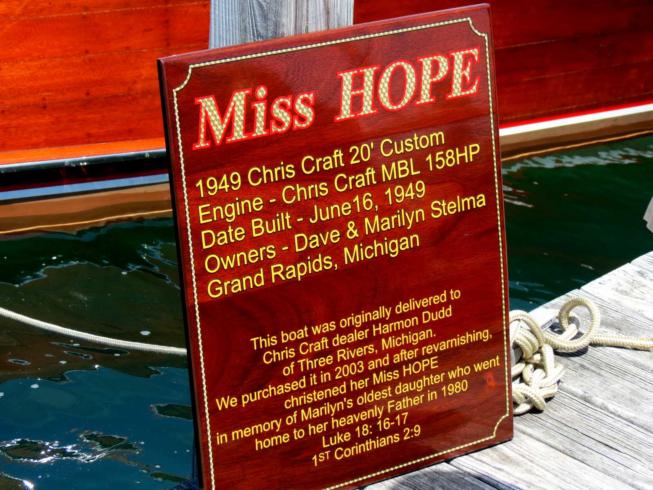 Miss HOPE
1949 Chris Craft 20' Custom
Engine - Chris Craft MBL 158HP
Date Built - June16, 1949
Owners - Dave & Marilyn Stelma
Grand Rapids, Michigan
This boat was originally delivered to
Chris Craft dealer Harmon Dudd
of Three Rivers, Michigan.
We purchased it in 2003 and after revarnishing,
christened her Miss HOPE
in memory of Marilyn's oldest daughter who went
home to her heavenly Father in 1980
Luke 18: 16-17
1ST Corinthians 2:9